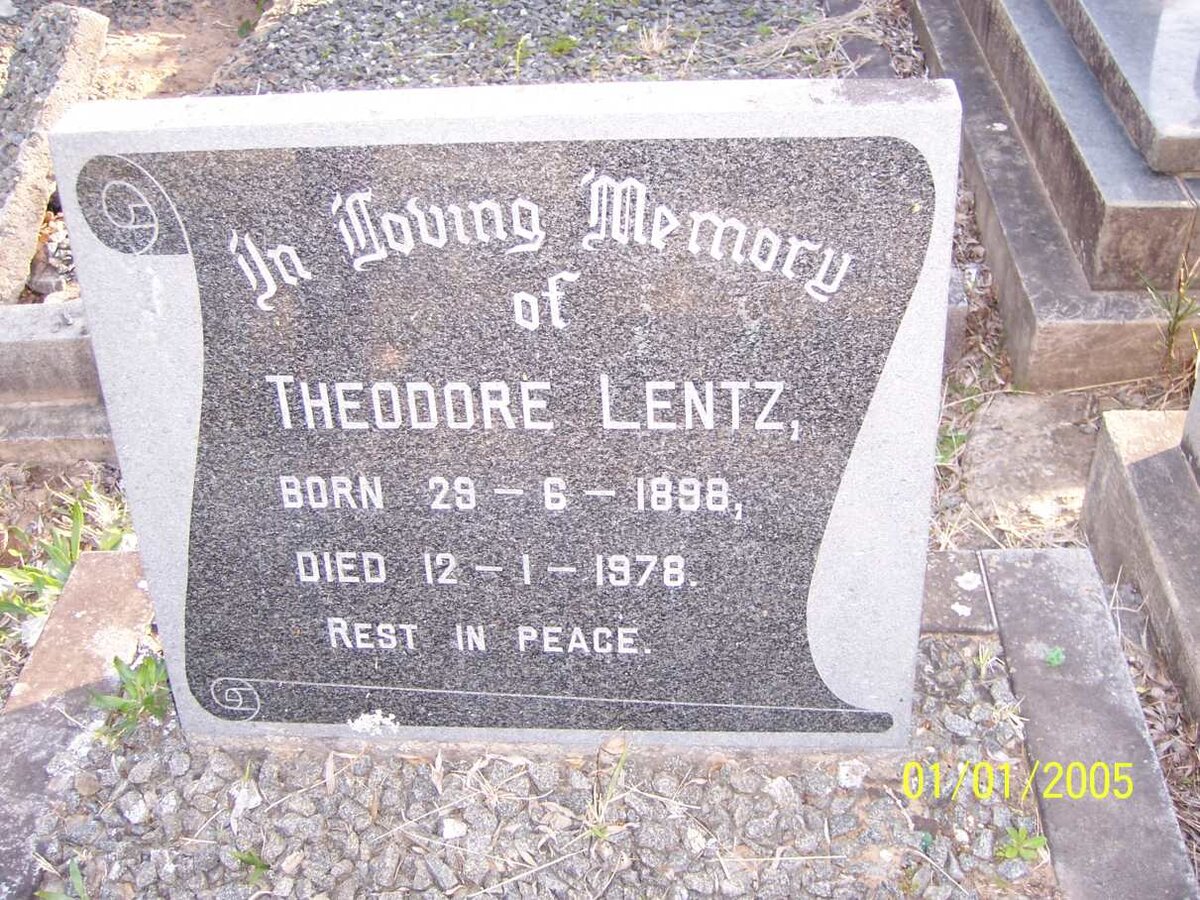 In Loving Memory
of
THEODORE LENTZ,
BORN 29-6-1898,
DIED 12-1-1978.
REST IN PEACE.
01/01/2005